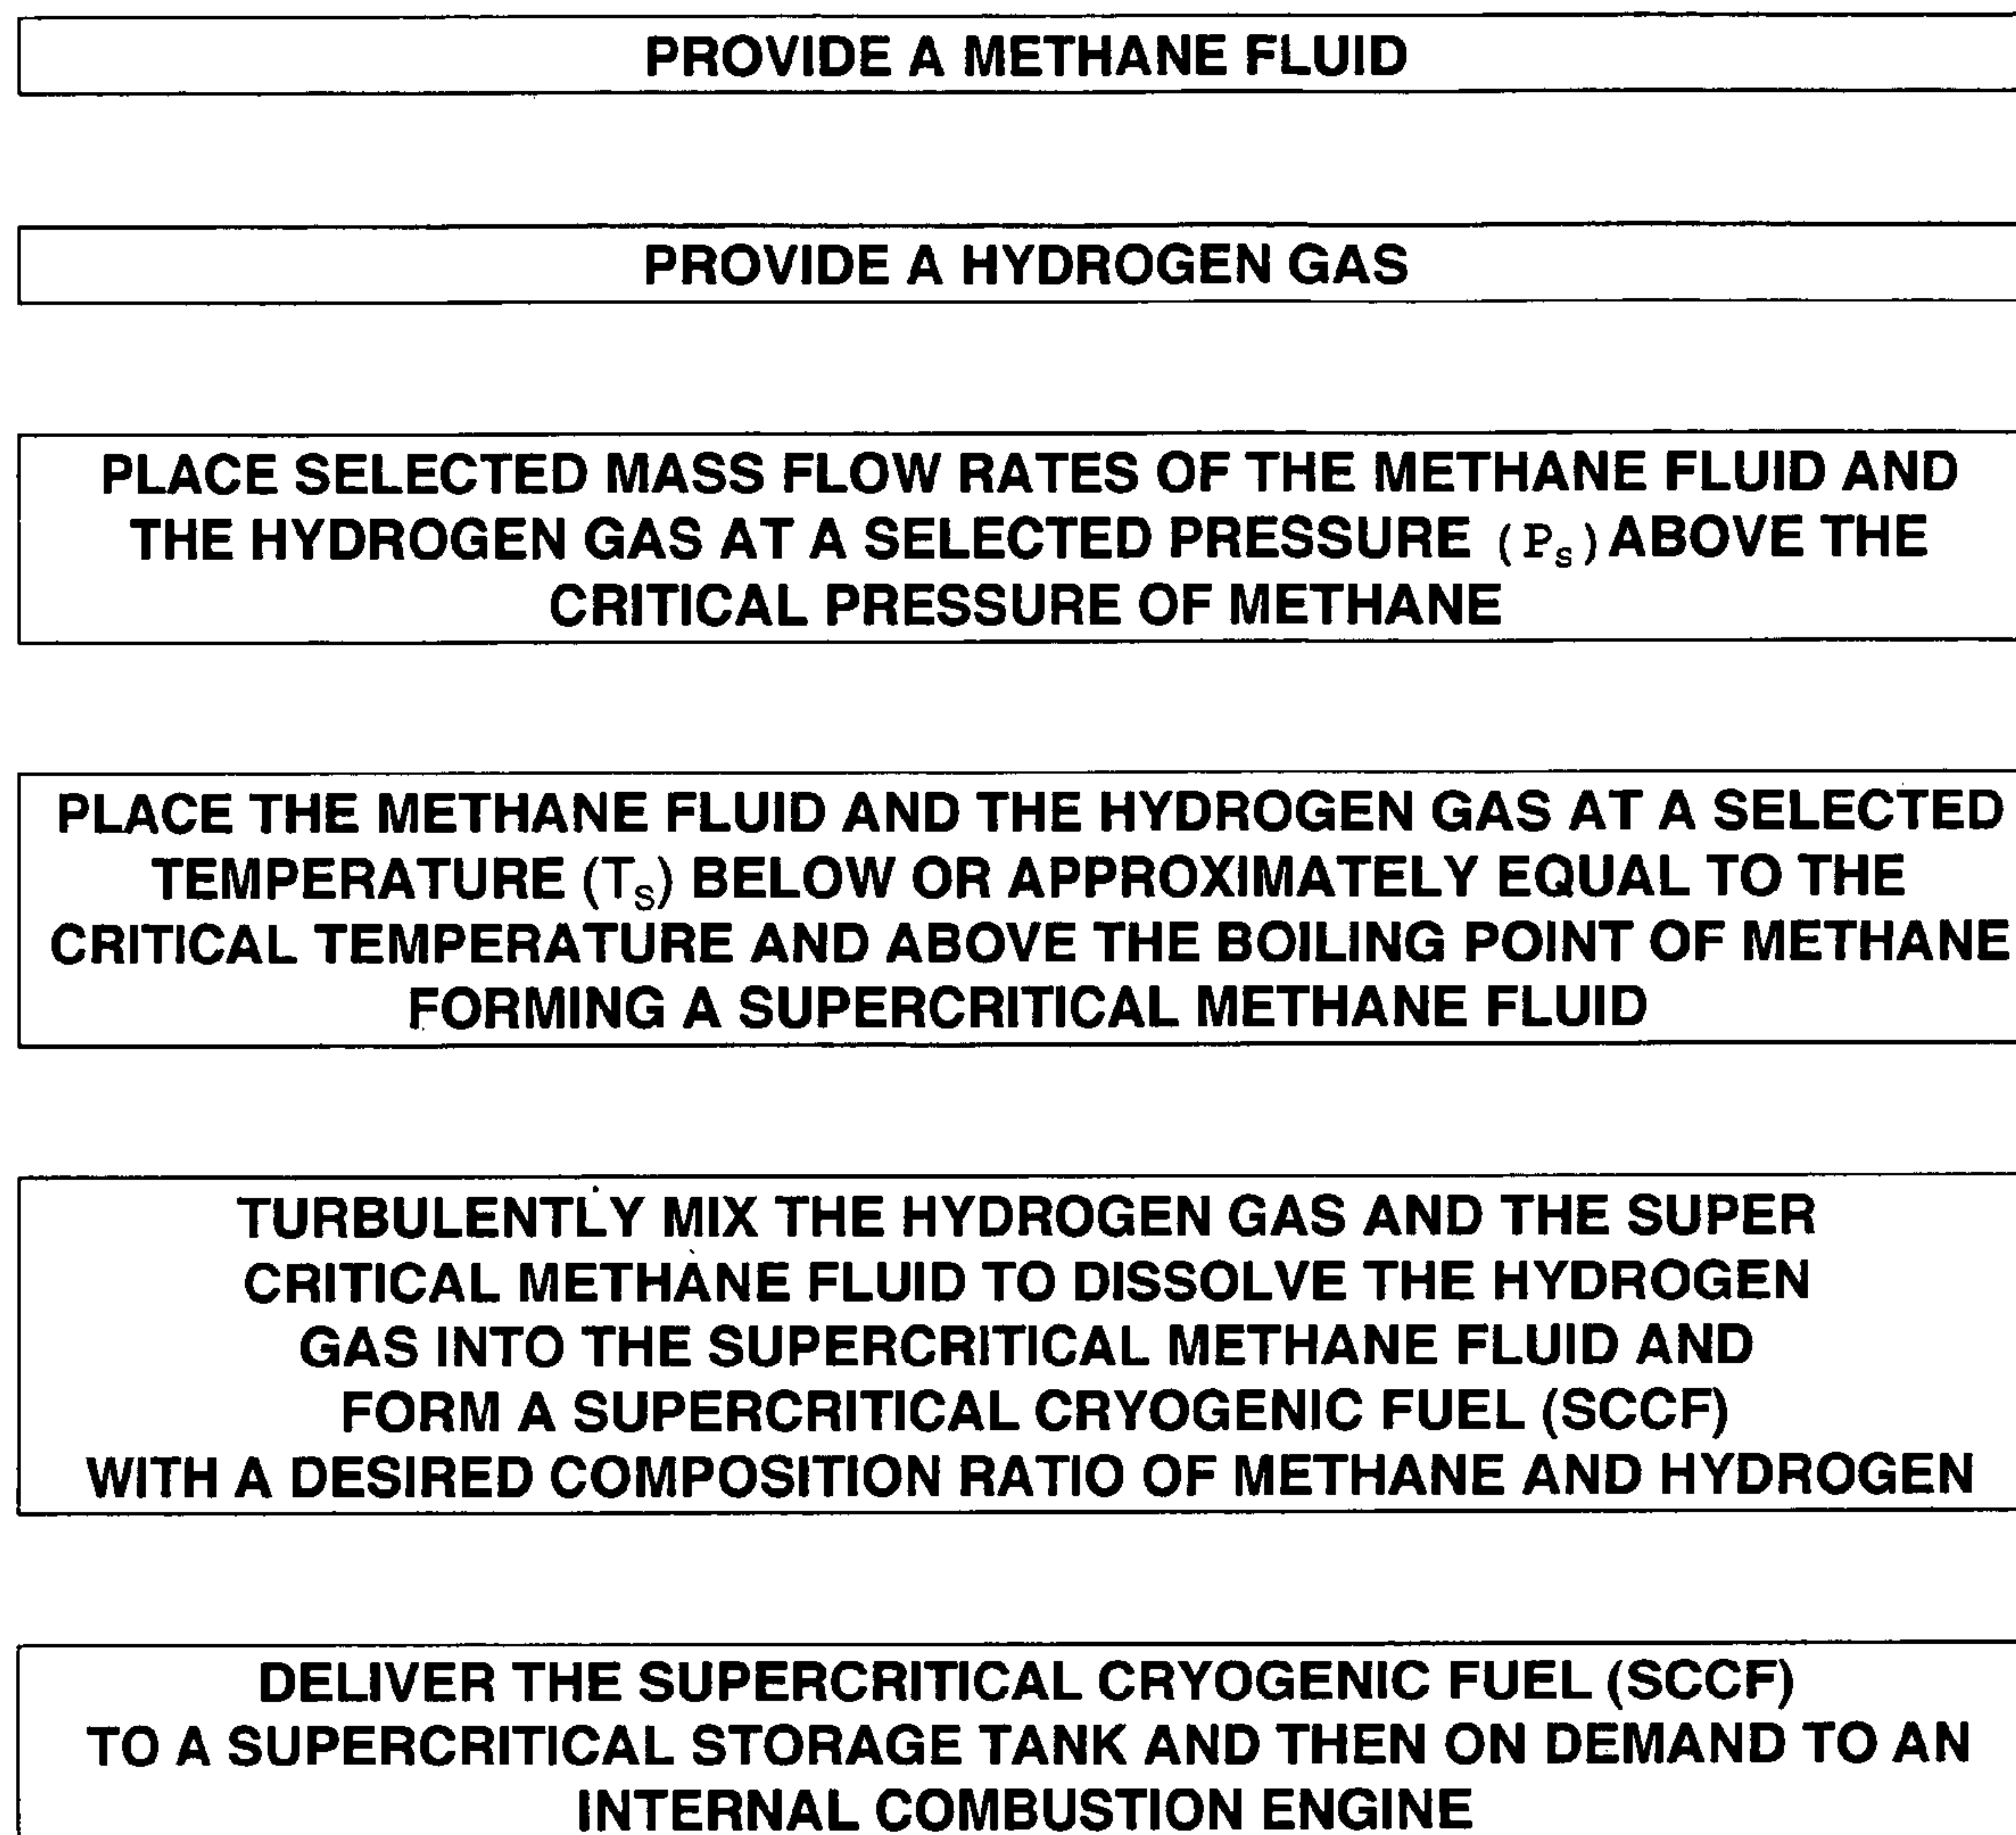 PROVIDE A METHANE FLUID
PROVIDE A HYDROGEN GAS
PLACE SELECTED MASS FLOW RATES OF THE METHANE FLUID AND
THE HYDROGEN GAS AT A SELECTED PRESSURE (Ps) ABOVE THE
CRITICAL PRESSURE OF METHANE
PLACE THE METHANE FLUID AND THE HYDROGEN GAS AT A SELECTED
TEMPERATURE (Ts) BELOW OR APPROXIMATELY EQUAL TO THE
CRITICAL TEMPERATURE AND ABOVE THE BOILING POINT OF METHANE
FORMING A SUPERCRITICAL METHANE FLUID
TURBULENTLY MIX THE HYDROGEN GAS AND THE SUPER
CRITICAL METHANE FLUID TO DISSOLVE THE HYDROGEN
GAS INTO THE SUPERCRITICAL METHANE FLUID AND
FORM A SUPERCRITICAL CRYOGENIC FUEL (SCCF)
WITH A DESIRED COMPOSITION RATIO OF METHANE AND HYDROGEN
DELIVER THE SUPERCRITICAL CRYOGENIC FUEL (SCCF)
TO A SUPERCRITICAL STORAGE TANK AND THEN ON DEMAND TO AN
INTERNAL COMBUSTION ENGINE